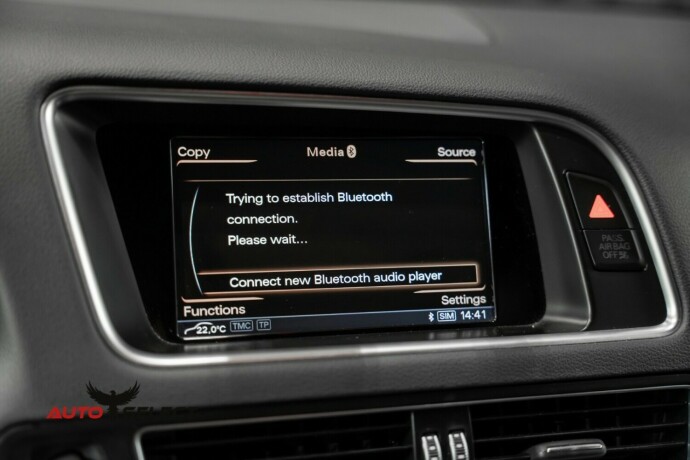 Copy
Media
Source
Trying to establish Bluetooth
connection.
Please wait...
Connect new Bluetooth audio player
Functions
Settings
22,0°C TMC TP
SIM 14:41
PASS
AIR BAG
OFF
AUTO